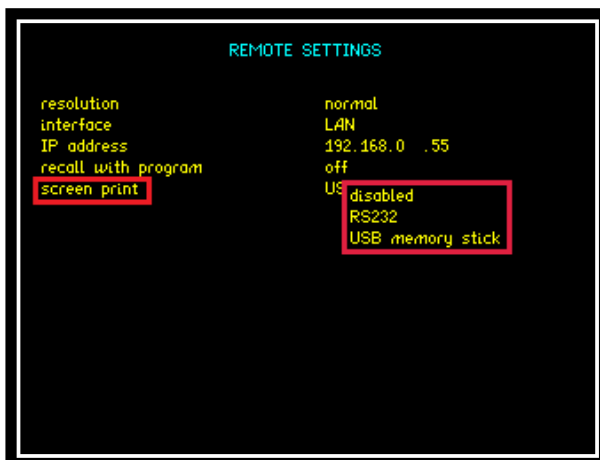 REMOTE SETTINGS
resolution normal
interface LAN
IP address 192.168.0 .55
recall with program off
screen print US
disabled
RS232
USB memory stick